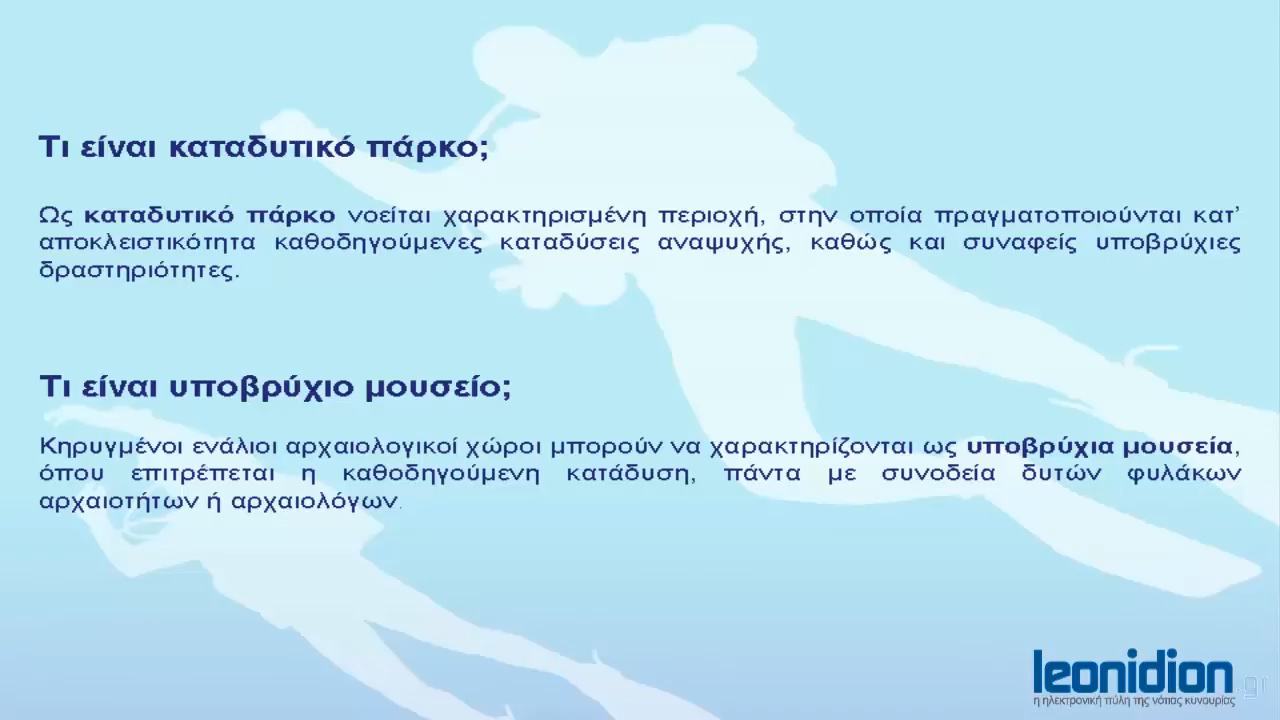 Τι είναι καταδυτικό πάρκο;
Ως καταδυτικό πάρκο νοείται χαρακτηρισμένη περιοχή, στην οποία πραγματοποιούνται κατ’
αποκλειστικότητα καθοδηγούμενες καταδύσεις αναψυχής, καθώς και συναφείς υποβρύχιες
δραστηριότητες.
Τι είναι υποβρύχιο μουσείο;
Κηρυγμένοι ενάλιοι αρχαιολογικοί χώροι μπορούν να χαρακτηρίζονται ως υποβρύχια μουσεία,
όπου επιτρέπεται η καθοδηγούμενη κατάδυση, πάντα με συνοδεία δυτών φυλάκων
αρχαιοτήτων ή αρχαιολόγων.
leonidion.gr
η ηλεκτρονική πύλη της νότιας κυνουρίας